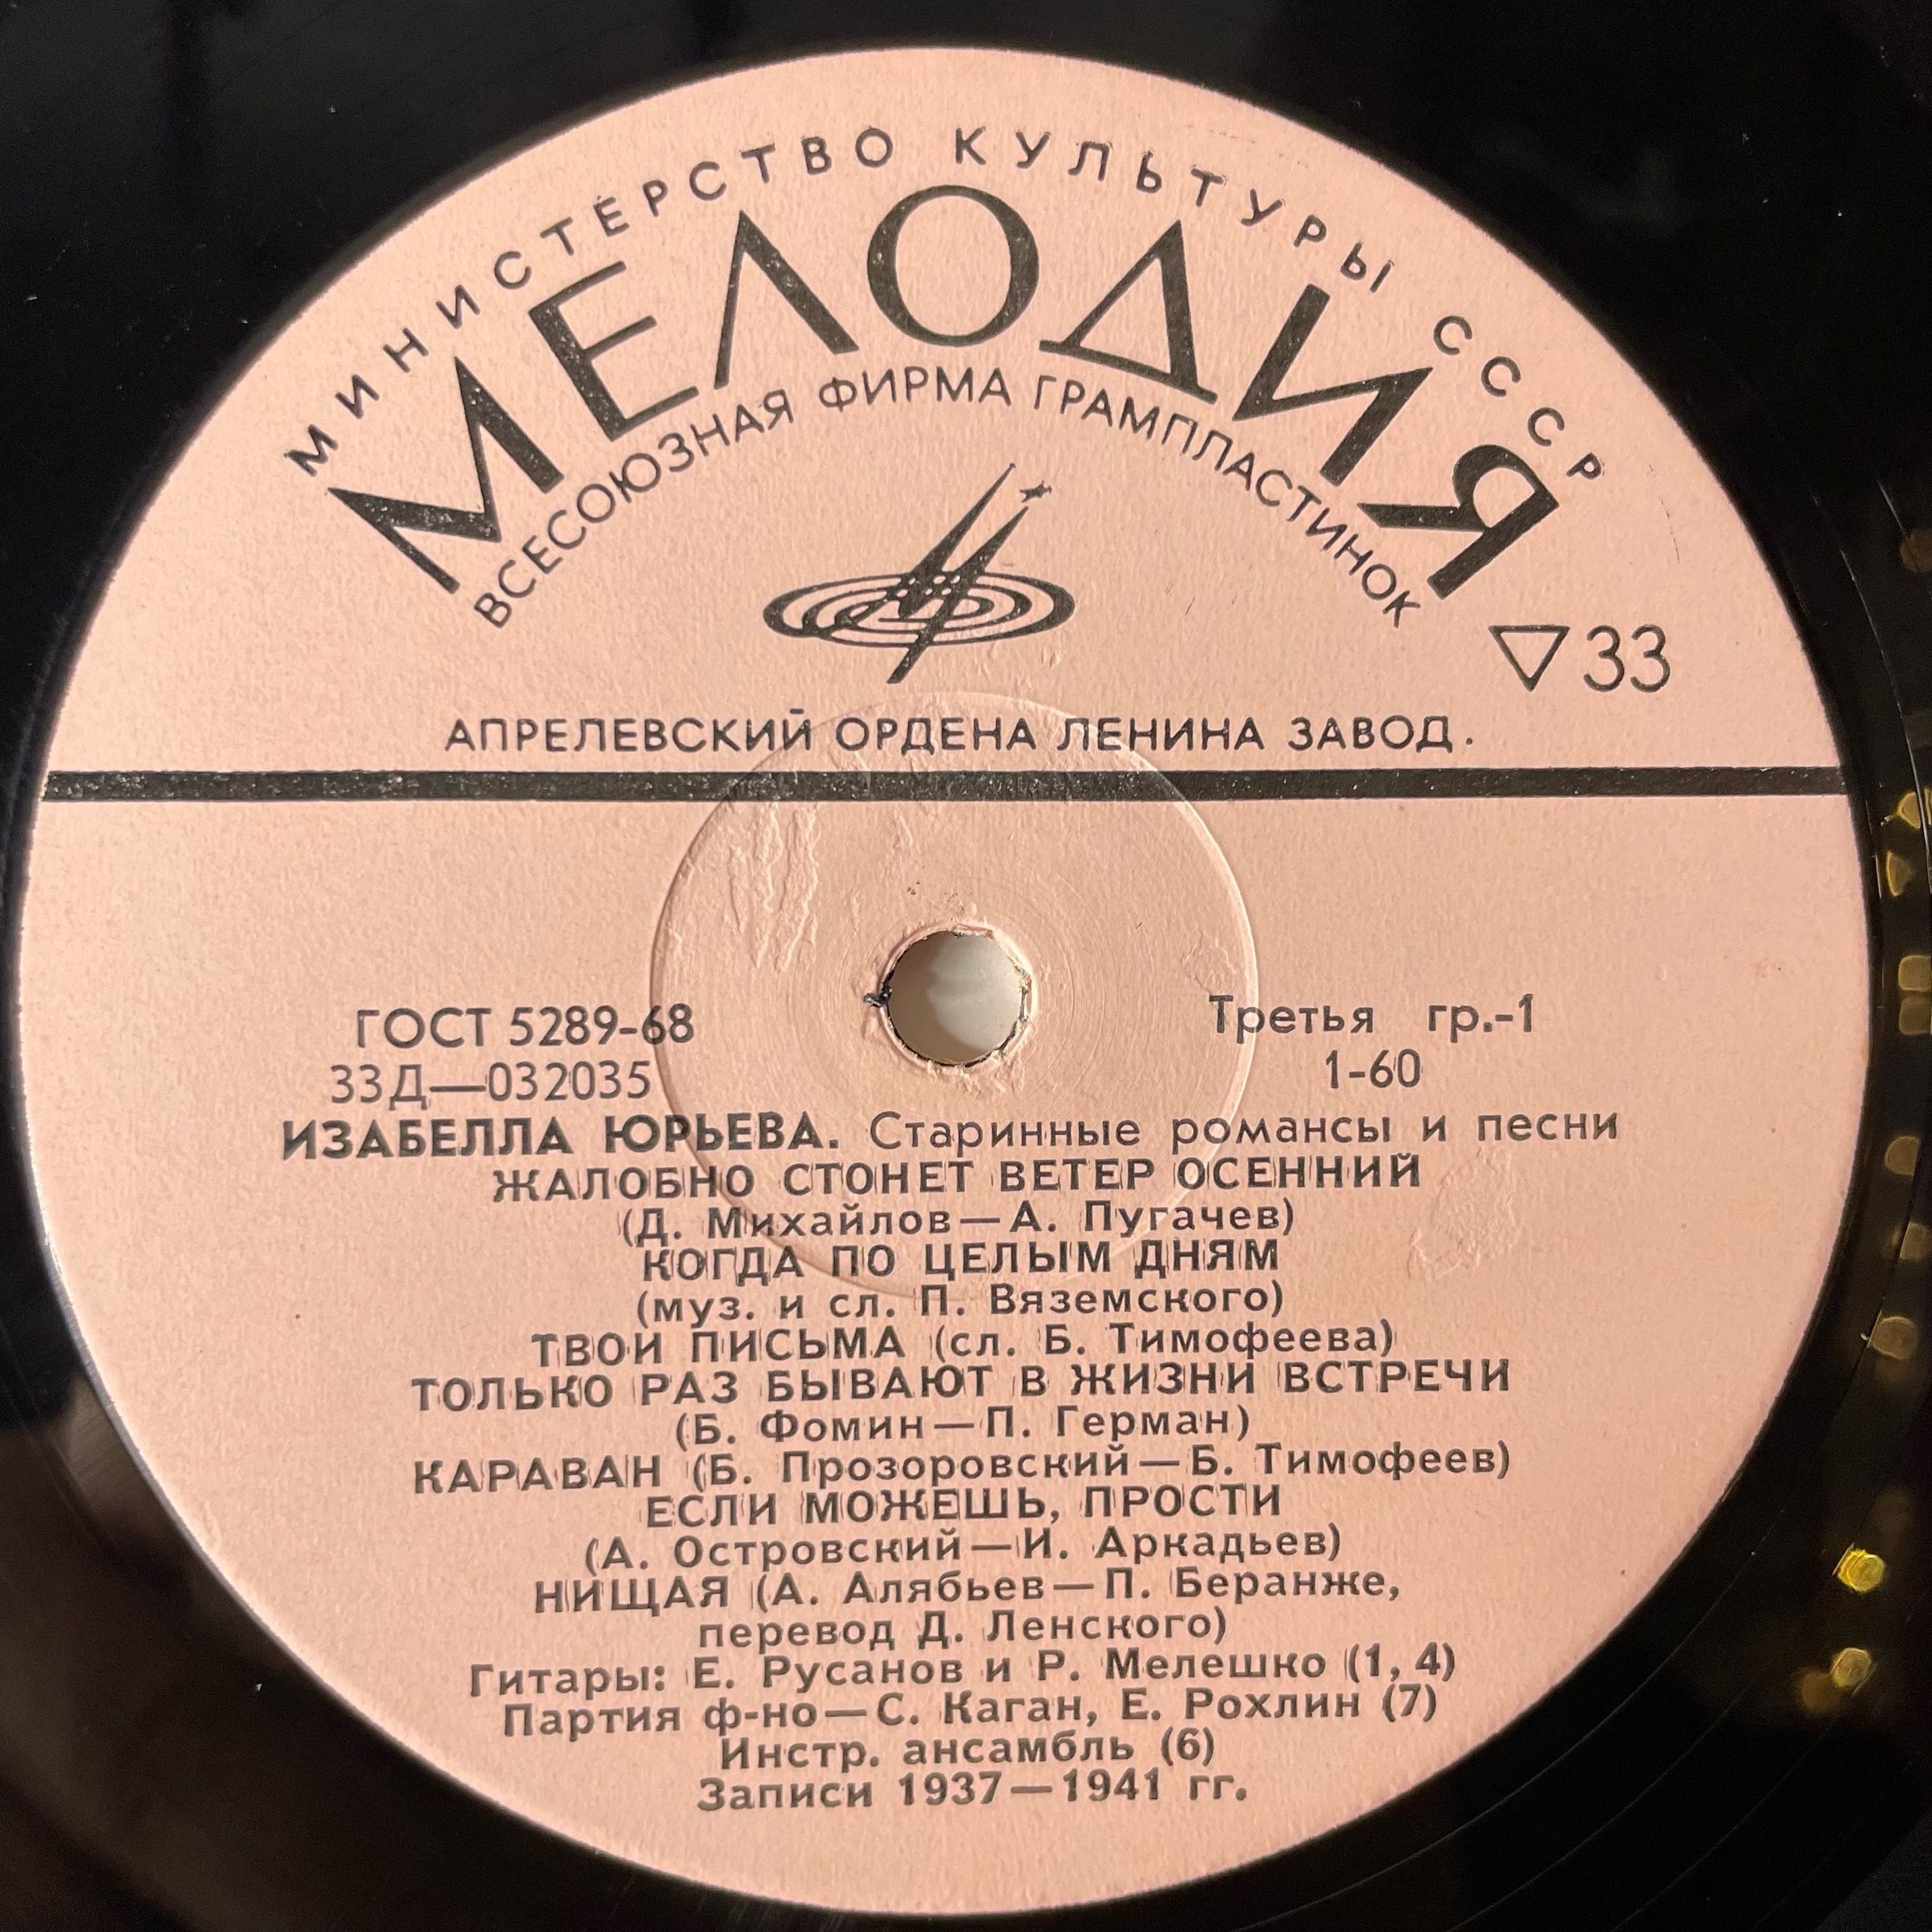 МИНИСТЕРСТВО КУЛЬТУРЫ СССР
МЕЛОДИЯ
ВСЕСОЮЗНАЯ ФИРМА ГРАМПЛАСТИНОК
33
АПРЕЛЕВСКИЙ ОРДЕНА ЛЕНИНА ЗАВОД.
ГОСТ 5289-68 Третья гр.-1
33Д—032035 1-60
ИЗАБЕЛЛА ЮРЬЕВА. Старинные романсы и песни
ЖАЛОБНО СТОНЕТ ВЕТЕР ОСЕННИЙ
(Д. Михайлов—А. Пугачев)
КОГДА ПО ЦЕЛЫМ ДНЯМ
(муз. и сл. П. Вяземского)
ТВОИ ПИСЬМА (сл. Б. Тимофеева)
ТОЛЬКО РАЗ БЫВАЮТ В ЖИЗНИ ВСТРЕЧИ
(Б. Фомин—П. Герман)
КАРАВАН (Б. Прозоровский—Б. Тимофеев)
ЕСЛИ МОЖЕШЬ, ПРОСТИ
(А. Островский—И. Аркадьев)
НИЩАЯ (А. Алябьев—П. Беранже,
перевод Д. Ленского)
Гитары: Е. Русанов и Р. Мелешко (1, 4)
Партия ф-но—С. Каган, Е. Рохлин (7)
Инстр. ансамбль (6)
Записи 1937—1941 гг.